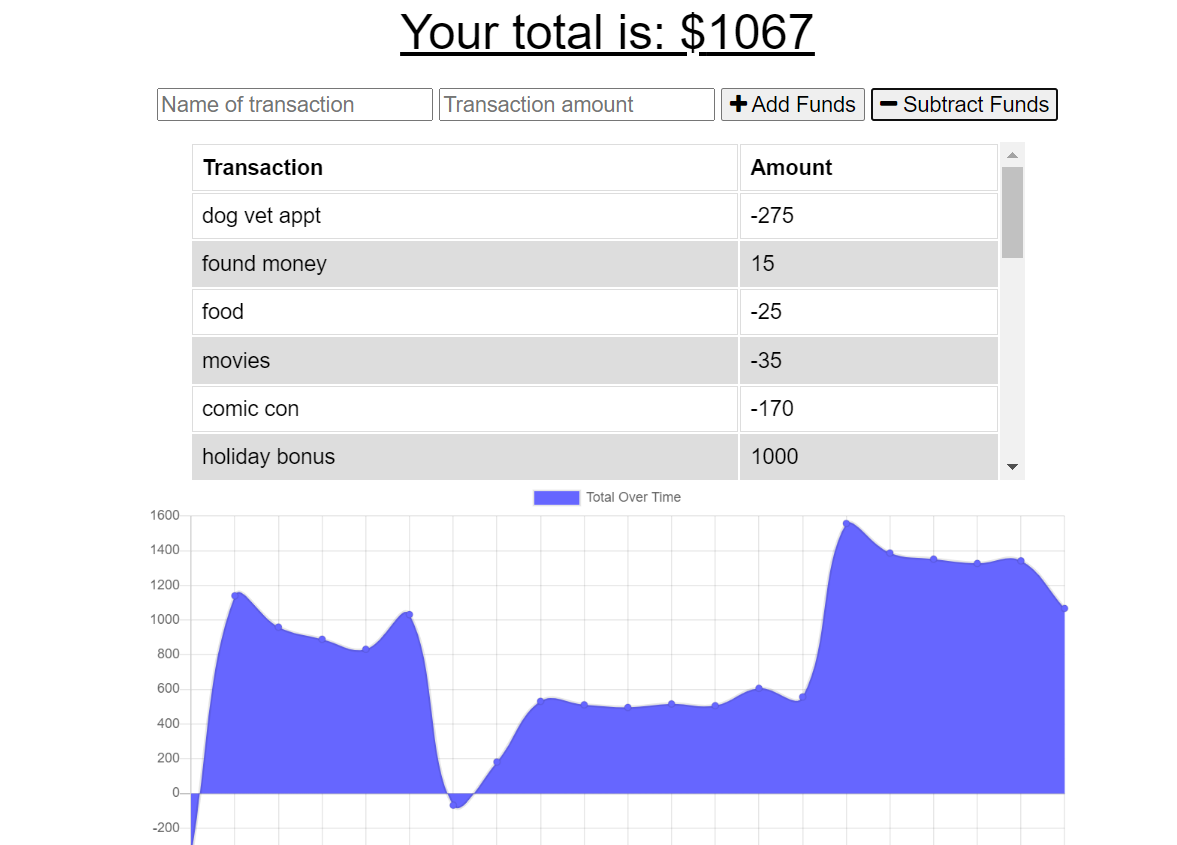 Your total is: $1067
Name of transaction Transaction amount Add Funds Subtract Funds
Transaction Amount
dog vet appt -275
found money 15
food -25
movies -35
comic con -170
holiday bonus 1000
Total Over Time
1600
1400
1200
1000
800
600
400
200
0
-200